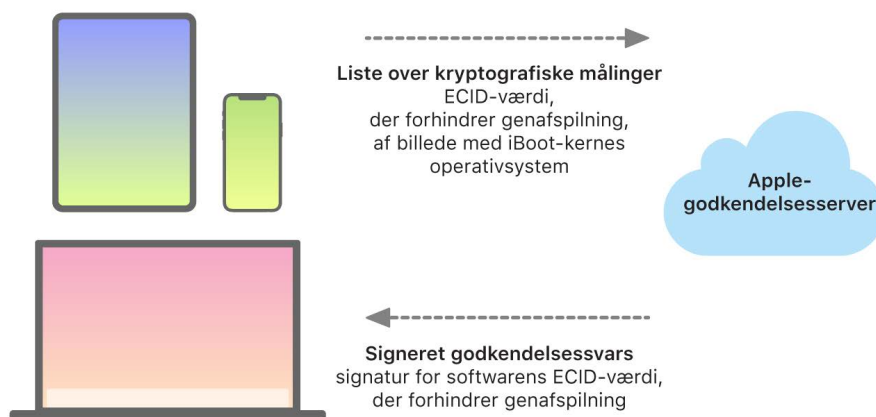 Liste over kryptografiske målinger
ECID-værdi,
der forhindrer genafspilning,
af billede med iBoot-kernes
operativsystem
Apple-
godkendelsesserver
Signeret godkendelsessvars
signatur for softwarens ECID-værdi,
der forhindrer genafspilning